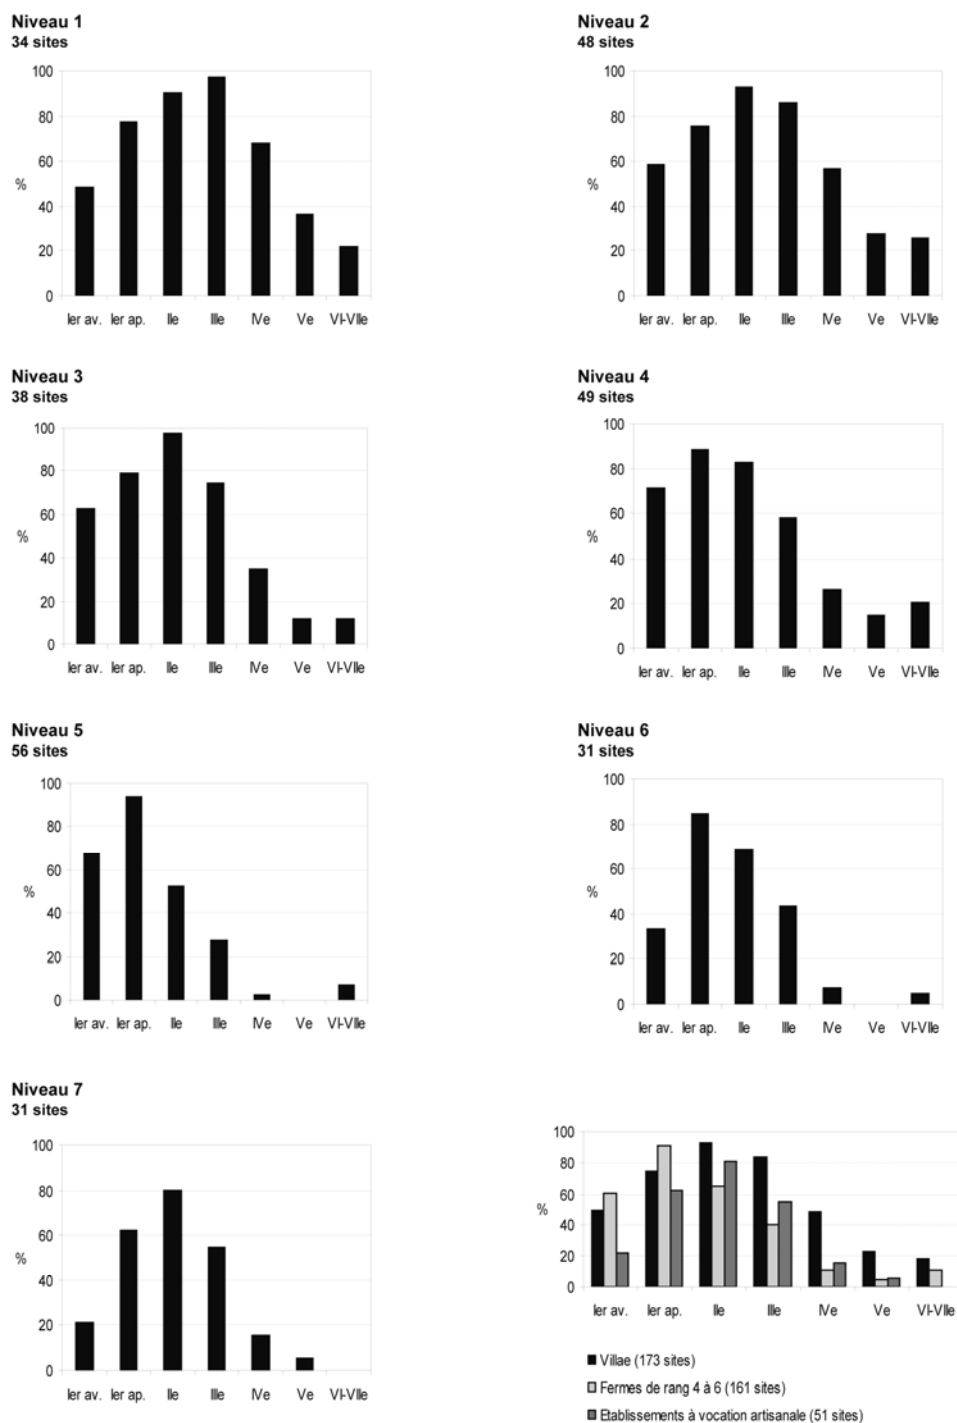 Niveau 1
34 sites
100
80
60
%
40
20
0
Ier av. Ier ap. IIe IIIe IVe Ve VI-VIIe
Niveau 2
48 sites
100
80
60
%
40
20
0
Ier av. Ier ap. IIe IIIe IVe Ve VI-VIIe
Niveau 3
38 sites
100
80
60
%
40
20
0
Ier av. Ier ap. IIe IIIe IVe Ve VI-VIIe
Niveau 4
49 sites
100
80
60
%
40
20
0
Ier av. Ier ap. IIe IIIe IVe Ve VI-VIIe
Niveau 5
56 sites
100
80
60
%
40
20
0
Ier av. Ier ap. IIe IIIe IVe Ve VI-VIIe
Niveau 6
31 sites
100
80
60
%
40
20
0
Ier av. Ier ap. IIe IIIe IVe Ve VI-VIIe
Niveau 7
31 sites
100
80
60
%
40
20
0
Ier av. Ier ap. IIe IIIe IVe Ve VI-VIIe
100
80
60
%
40
20
0
Ier av. Ier ap. IIe IIIe IVe Ve VI-VIIe
Villae (173 sites)
Fermes de rang 4 à 6 (161 sites)
Etablissements à vocation artisanale (51 sites)